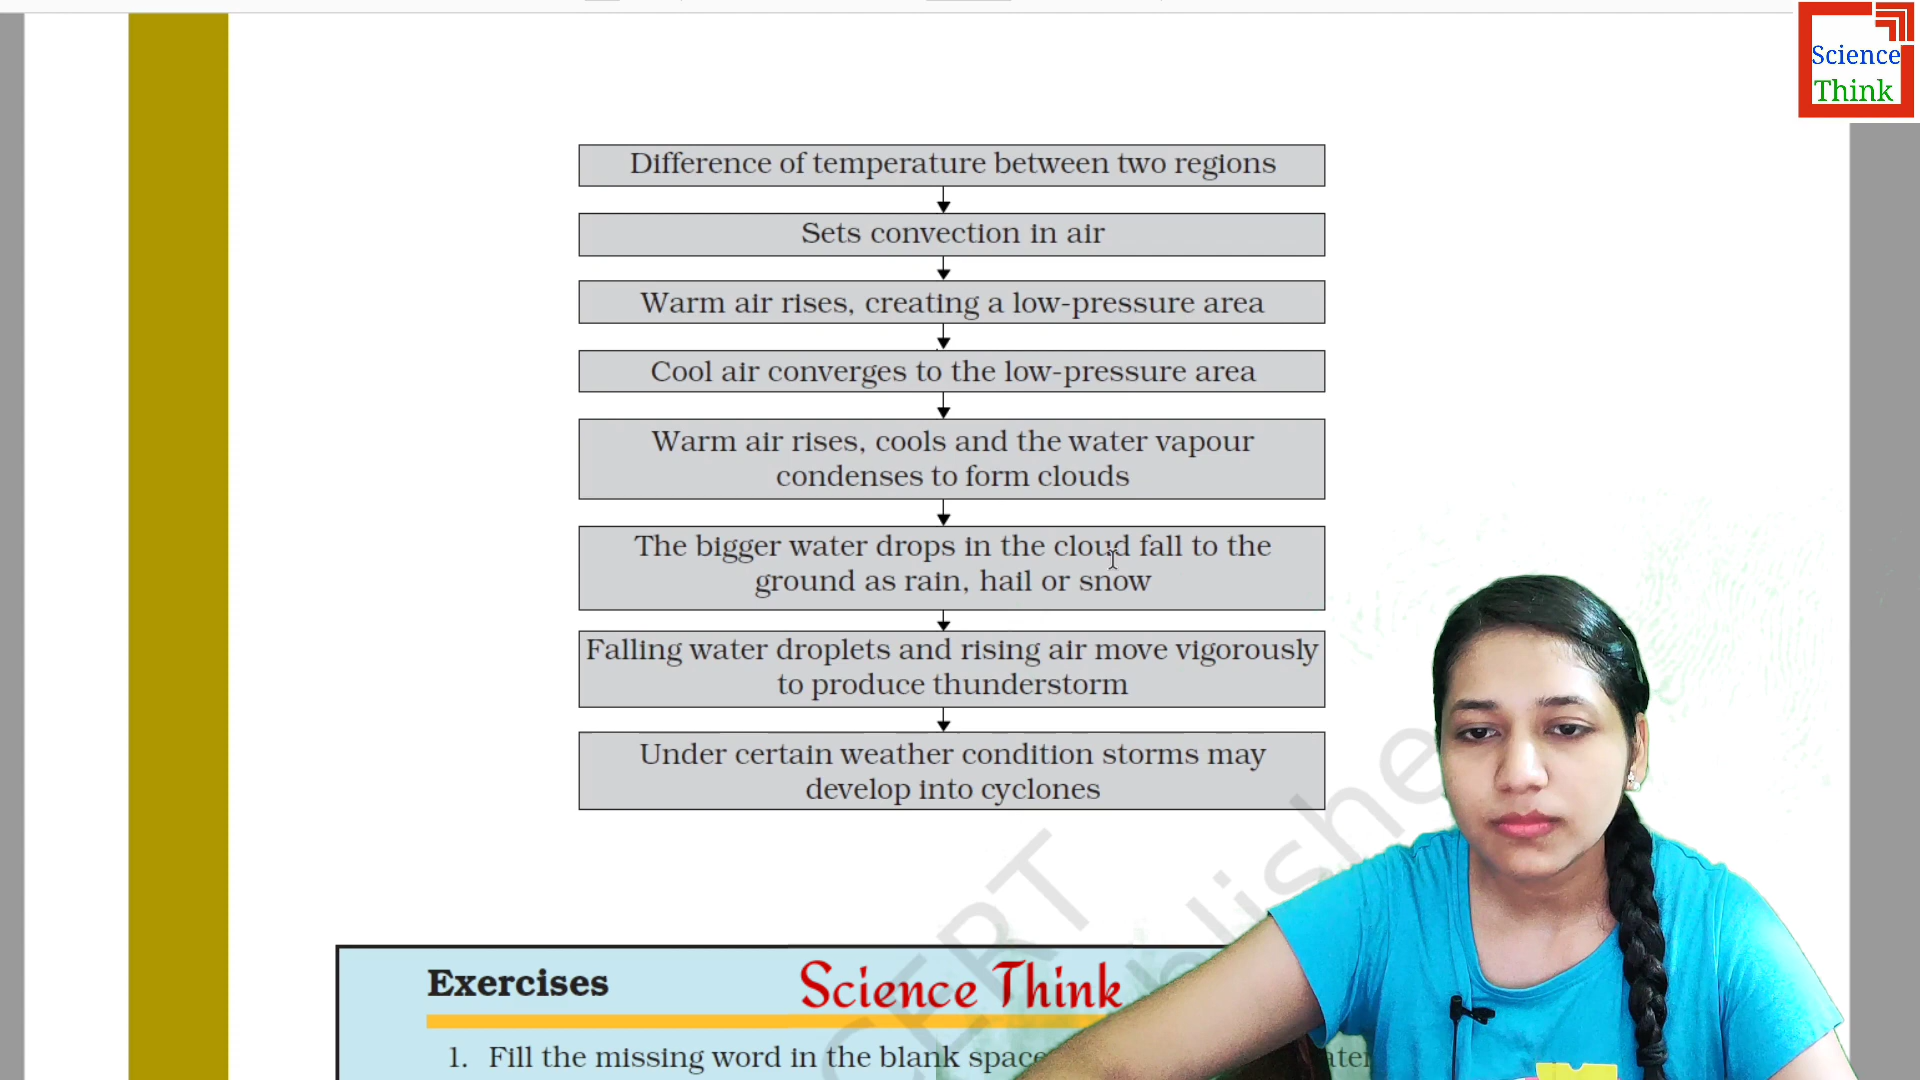 Science
Think
Difference of temperature between two regions
Sets convection in air
Warm air rises, creating a low-pressure area
Cool air converges to the low-pressure area
Warm air rises, cools and the water vapour
condenses to form clouds
The bigger water drops in the cloud fall to the
ground as rain, hail or snow
Falling water droplets and rising air move vigorously
to produce thunderstorm
Under certain weather condition storms may
develop into cyclones
Exercises
Science Think
1. Fill the missing word in the blank